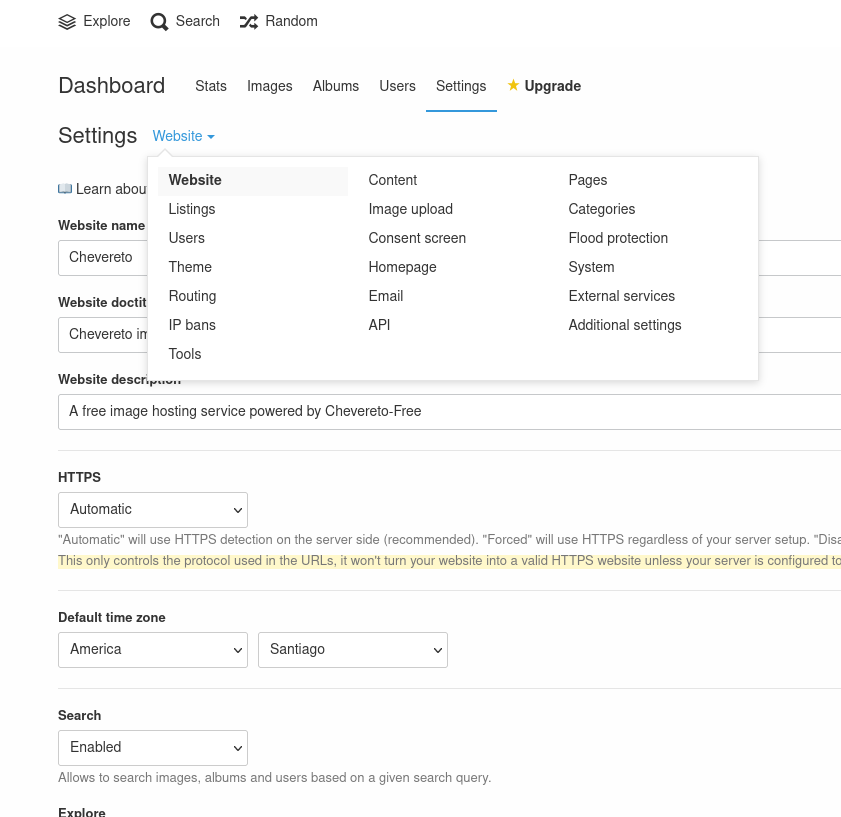 Explore Search Random
Dashboard Stats Images Albums Users Settings Upgrade
Settings Website
Website Content Pages
Learn abou
Listings Image upload Categories
Website name
Users Consent screen Flood protection
Chevereto
Theme Homepage System
Routing Email External services
Website doctit
IP bans API Additional settings
Chevereto im
Tools
Website description
A free image hosting service powered by Chevereto-Free
HTTPS
Automatic
"Automatic" will use HTTPS detection on the server side (recommended). "Forced" will use HTTPS regardless of your server setup. "Disa
This only controls the protocol used in the URLs, it won't turn your website into a valid HTTPS website unless your server is configured to
Default time zone
America Santiago
Search
Enabled
Allows to search images, albums and users based on a given search query.
Explore